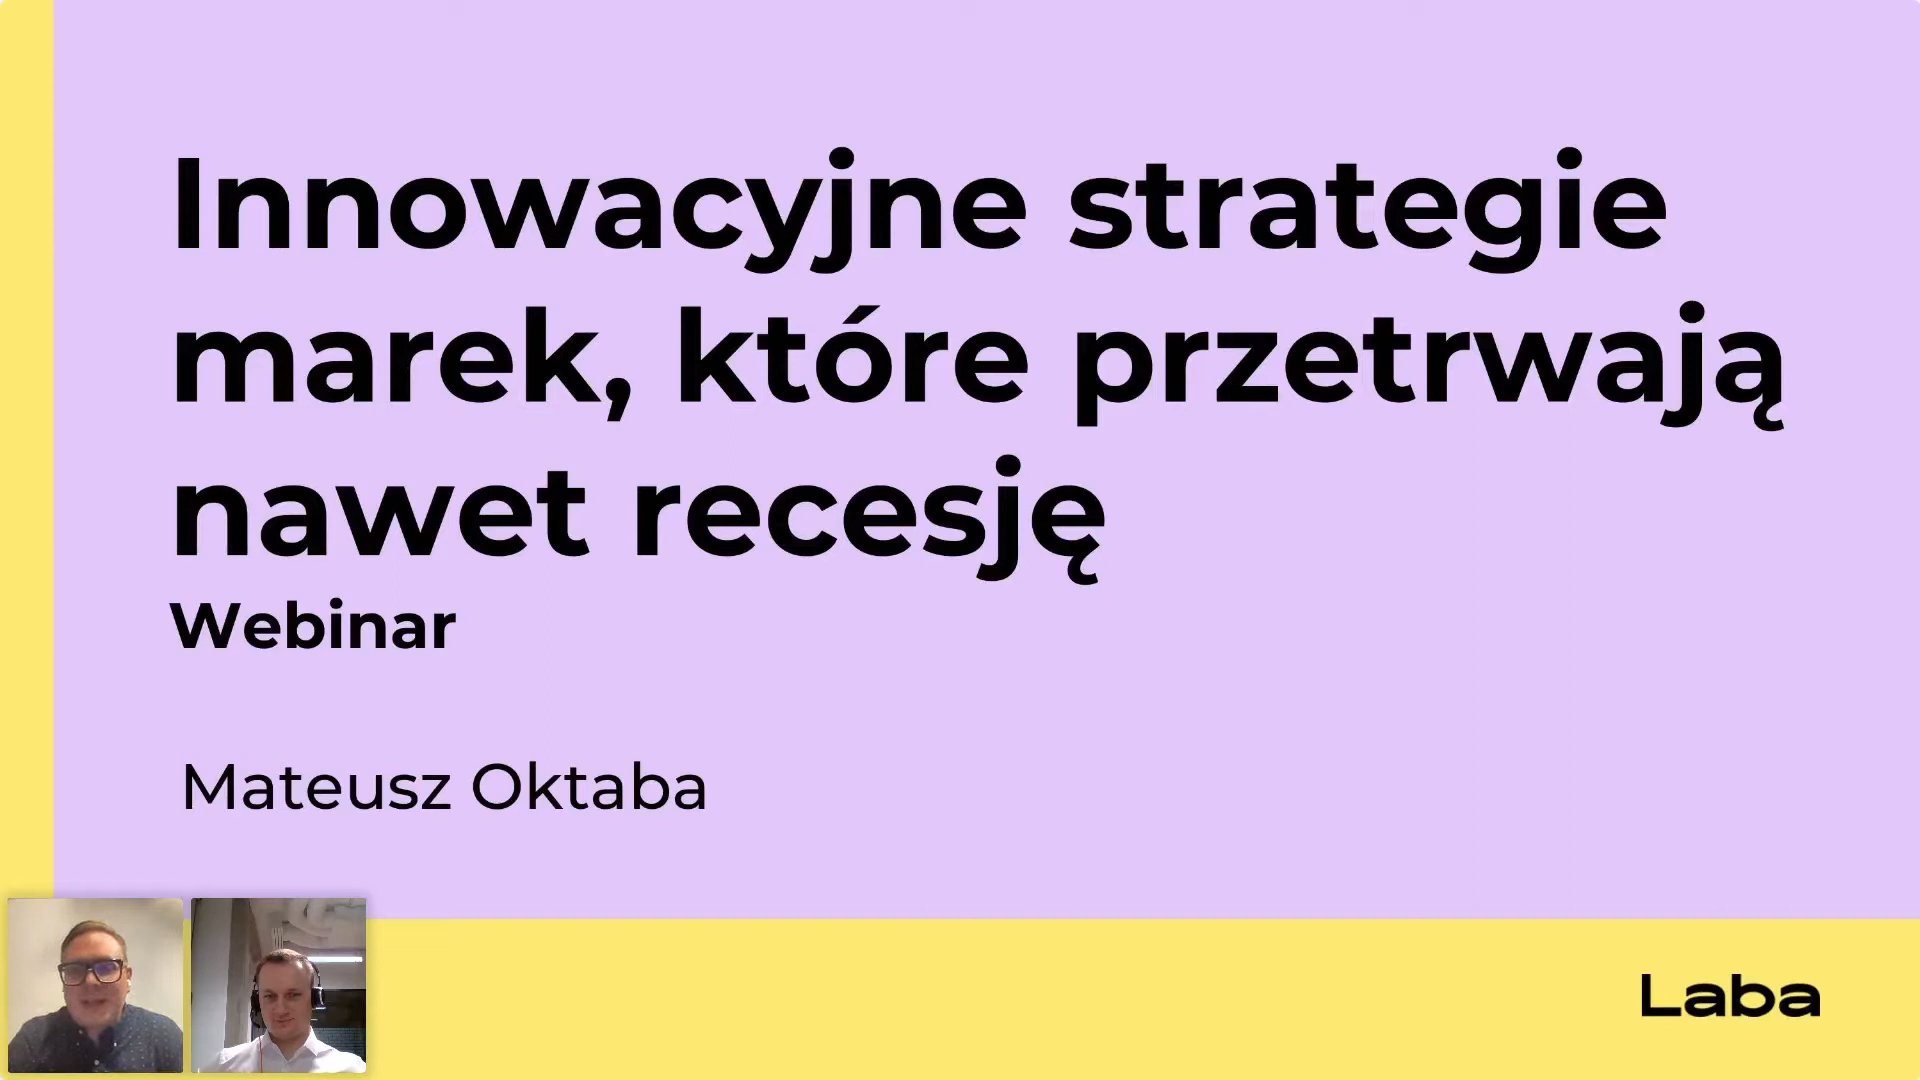 Innowacyjne strategie
marek, które przetrwają
nawet recesję
Webinar
Mateusz Oktaba
Laba